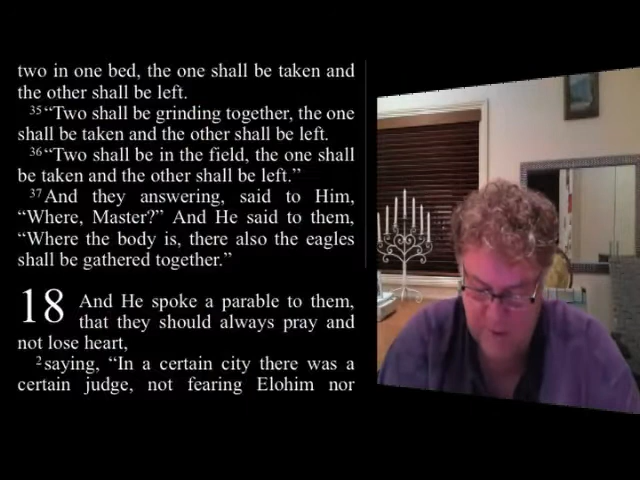 two in one bed, the one shall be taken and
the other shall be left.
35 “Two shall be grinding together, the one
shall be taken and the other shall be left.
36 “Two shall be in the field, the one shall
be taken and the other shall be left.”
37 And they answering, said to Him,
“Where, Master?” And He said to them,
“Where the body is, there also the eagles
shall be gathered together.”
18 And He spoke a parable to them,
that they should always pray and
not lose heart,
2 saying, “In a certain city there was a
certain judge, not fearing Elohim nor